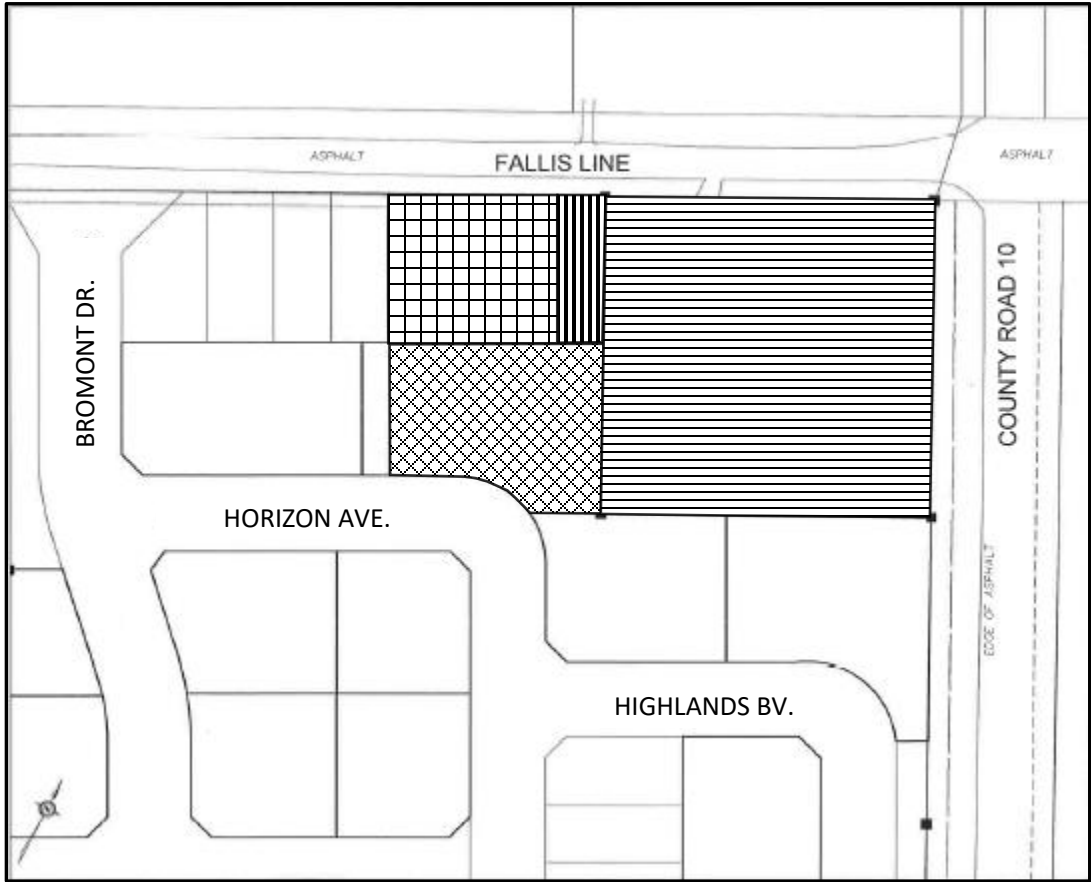 ASPHALT
FALLIS LINE
ASPHALT
BROMONT DR.
COUNTY ROAD 10
HORIZON AVE.
EDGE OF ASPHALT
HIGHLANDS BV.